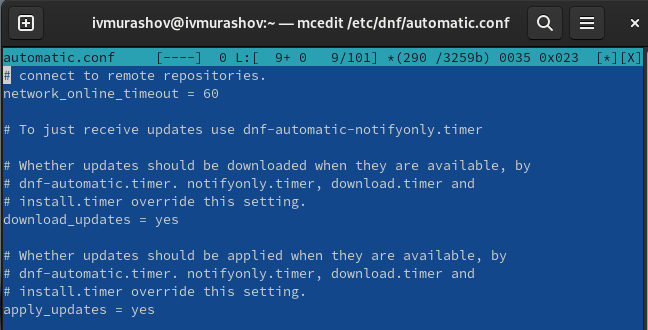 ivmurashov@ivmurashov:~ — mcedit /etc/dnf/automatic.conf
automatic.conf [----] 0 L:[ 9+ 0 9/101] *(290 /3259b) 0035 0x023 [*][X]
# connect to remote repositories.
network_online_timeout = 60
# To just receive updates use dnf-automatic-notifyonly.timer
# Whether updates should be downloaded when they are available, by
# dnf-automatic.timer. notifyonly.timer, download.timer and
# install.timer override this setting.
download_updates = yes
# Whether updates should be applied when they are available, by
# dnf-automatic.timer. notifyonly.timer, download.timer and
# install.timer override this setting.
apply_updates = yes